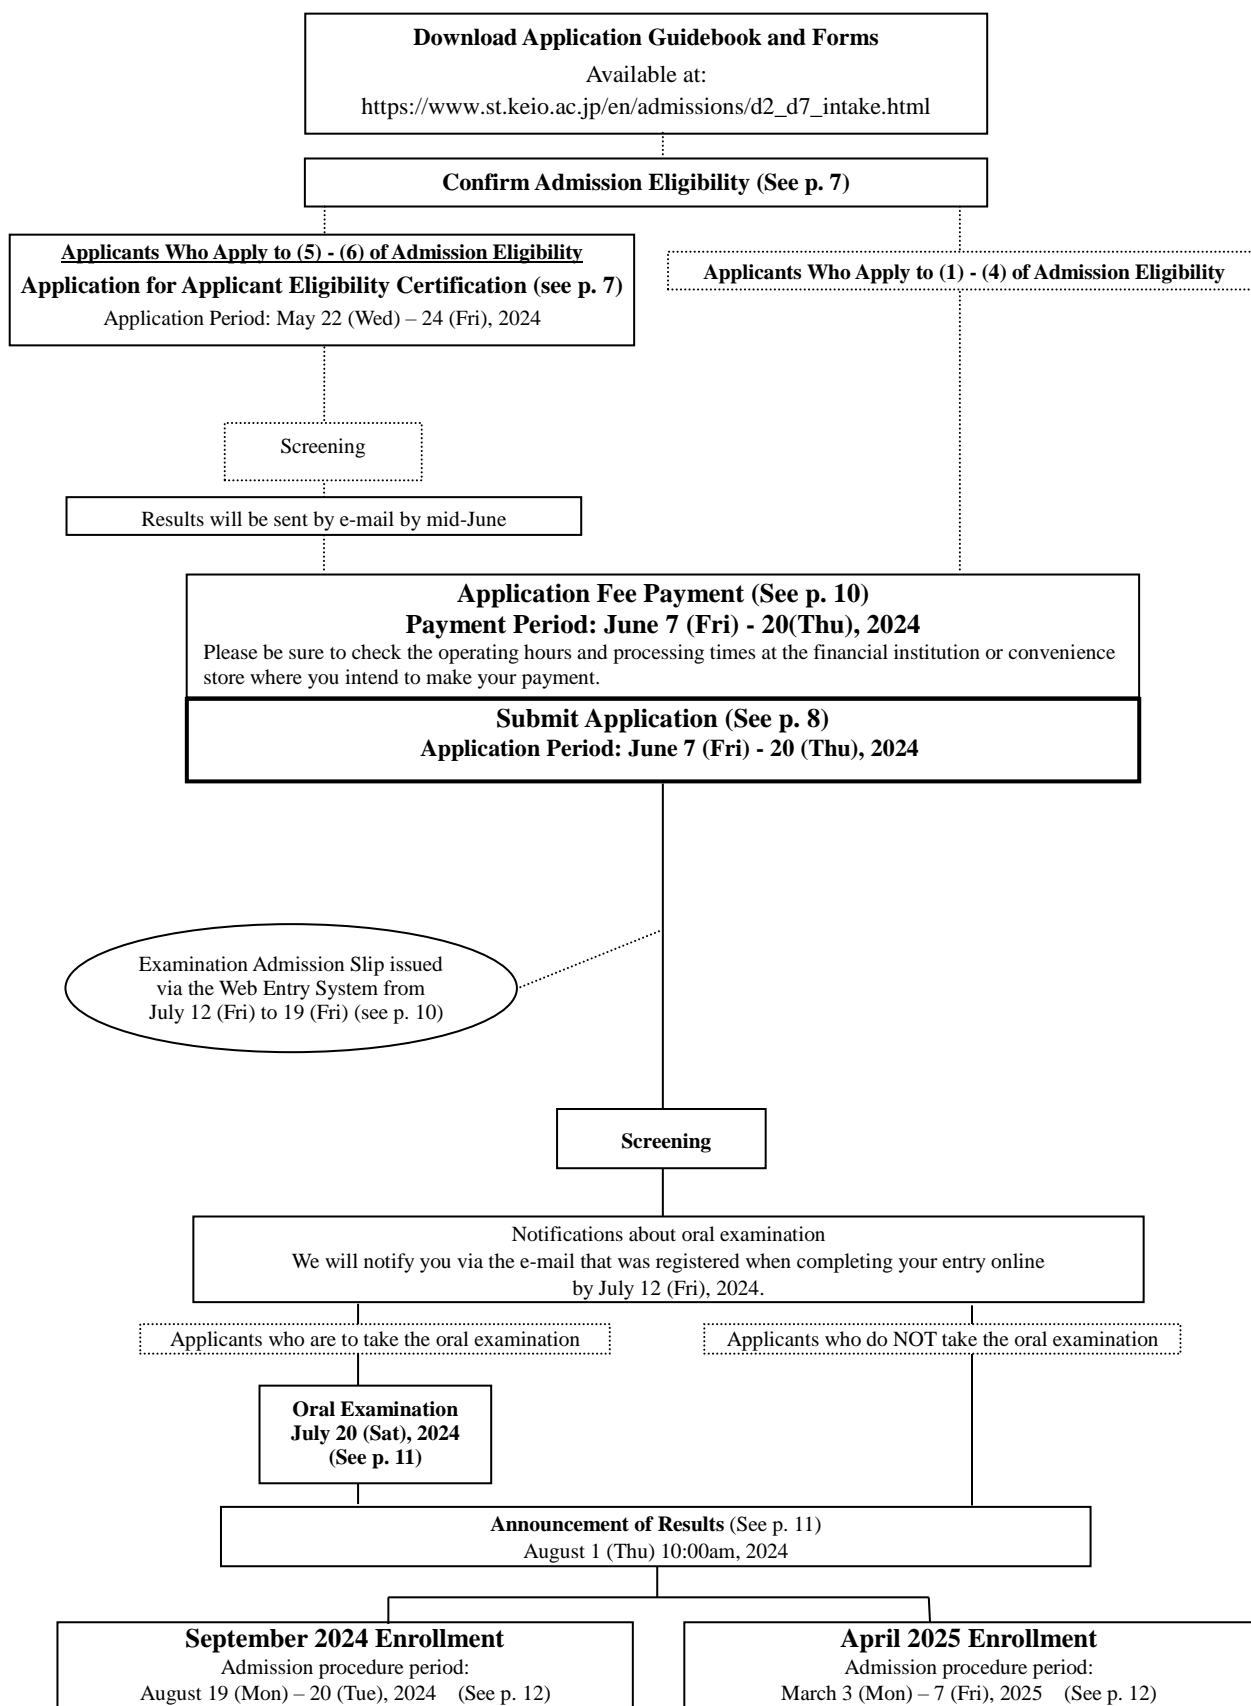 Download Application Guidebook and Forms
Available at:
https://www.st.keio.ac.jp/en/admissions/d2_d7_intake.html
Confirm Admission Eligibility (See p. 7)
Applicants Who Apply to (5) - (6) of Admission Eligibility
Application for Applicant Eligibility Certification (see p. 7)
Application Period: May 22 (Wed) – 24 (Fri), 2024
Applicants Who Apply to (1) - (4) of Admission Eligibility
Screening
Results will be sent by e-mail by mid-June
Application Fee Payment (See p. 10)
Payment Period: June 7 (Fri) - 20(Thu), 2024
Please be sure to check the operating hours and processing times at the financial institution or convenience
store where you intend to make your payment.
Submit Application (See p. 8)
Application Period: June 7 (Fri) - 20 (Thu), 2024
Examination Admission Slip issued
via the Web Entry System from
July 12 (Fri) to 19 (Fri) (see p. 10)
Screening
Notifications about oral examination
We will notify you via the e-mail that was registered when completing your entry online
by July 12 (Fri), 2024.
Applicants who are to take the oral examination
Applicants who do NOT take the oral examination
Oral Examination
July 20 (Sat), 2024
(See p. 11)
Announcement of Results (See p. 11)
August 1 (Thu) 10:00am, 2024
September 2024 Enrollment
Admission procedure period:
August 19 (Mon) – 20 (Tue), 2024 (See p. 12)
April 2025 Enrollment
Admission procedure period:
March 3 (Mon) – 7 (Fri), 2025 (See p. 12)